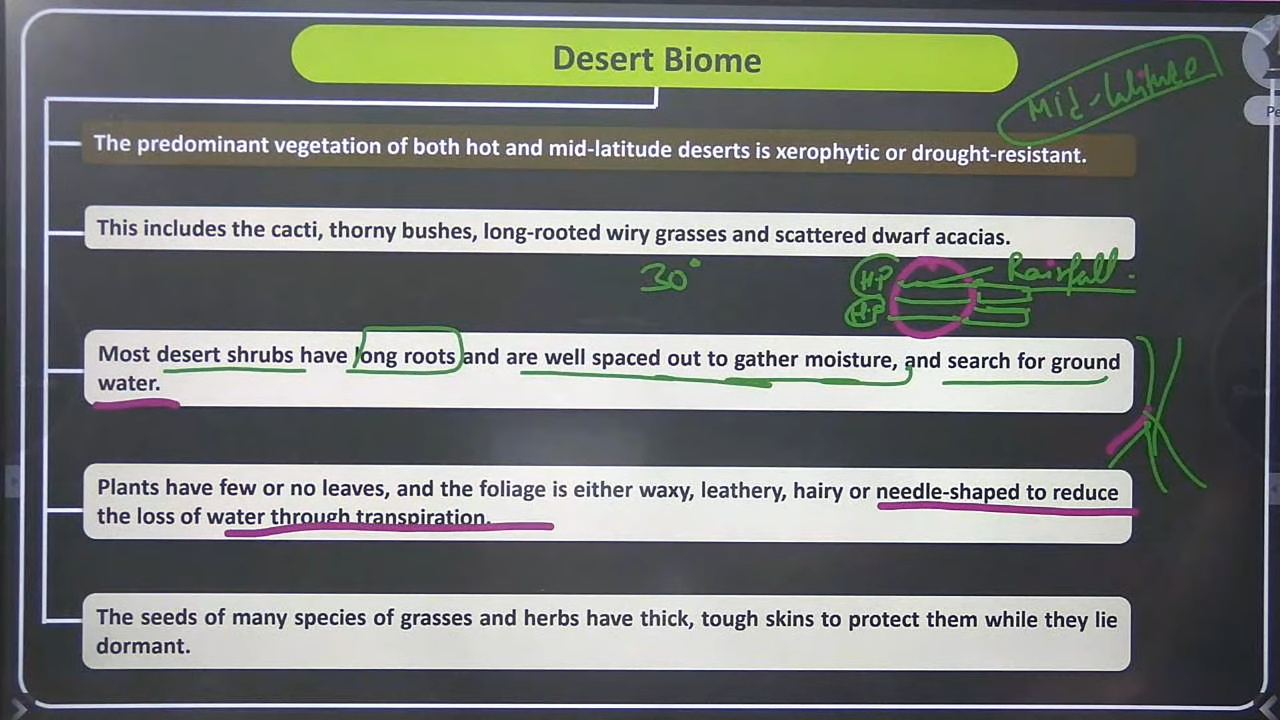 Desert Biome
Mid-latitude
The predominant vegetation of both hot and mid-latitude deserts is xerophytic or drought-resistant.
This includes the cacti, thorny bushes, long-rooted wiry grasses and scattered dwarf acacias.
30°
HP
Rainfall.
HP
Most desert shrubs have long roots and are well spaced out to gather moisture, and search for ground
water.
Plants have few or no leaves, and the foliage is either waxy, leathery, hairy or needle-shaped to reduce
the loss of water through transpiration.
The seeds of many species of grasses and herbs have thick, tough skins to protect them while they lie
dormant.